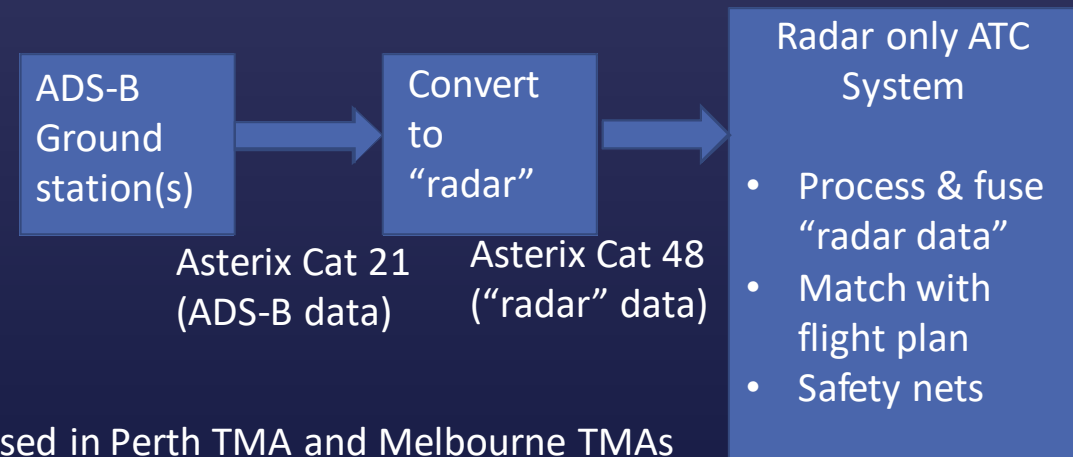 ADS-B
Ground
station(s)
Convert
to
“radar”
Asterix Cat 21
(ADS-B data)
Asterix Cat 48
(“radar” data)
Radar only ATC
System
• Process & fuse
“radar data”
• Match with
flight plan
• Safety nets
in Perth TMA and Melbourne TMAs